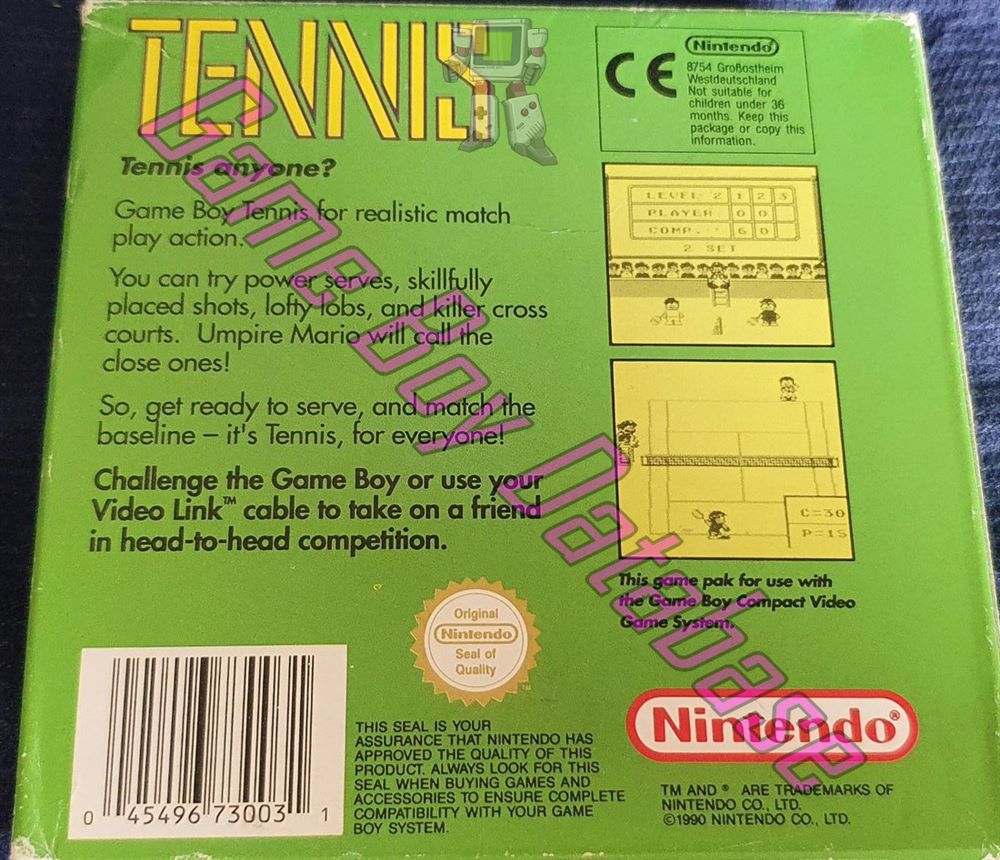 TENNIS
Tennis anyone?
Game Boy Tennis for realistic match
play action.
You can try power serves, skillfully
placed shots, lofty lobs, and killer cross
courts. Umpire Mario will call the
close ones!
So, get ready to serve, and match the
baseline – it's Tennis, for everyone!
Challenge the Game Boy or use your
Video Link™ cable to take on a friend
in head-to-head competition.
CE
Nintendo
8754 Großostheim
Westdeutschland
Not suitable for
children under 36
months. Keep this
package or copy this
information.
LEVEL 2 1 2 3
PLAYER 0 0
COMP. 6 0
2 SET
C=30
P=15
This game pak for use with
the Game Boy Compact Video
Game System.
Original
Nintendo
Seal of
Quality
™
THIS SEAL IS YOUR
ASSURANCE THAT NINTENDO HAS
APPROVED THE QUALITY OF THIS
PRODUCT. ALWAYS LOOK FOR THIS
SEAL WHEN BUYING GAMES AND
ACCESSORIES TO ENSURE COMPLETE
COMPATIBILITY WITH YOUR GAME
BOY SYSTEM.
0 45496 73003 1
Nintendo®
TM AND ® ARE TRADEMARKS OF
NINTENDO CO., LTD.
©1990 NINTENDO CO., LTD.
Game Boy Database